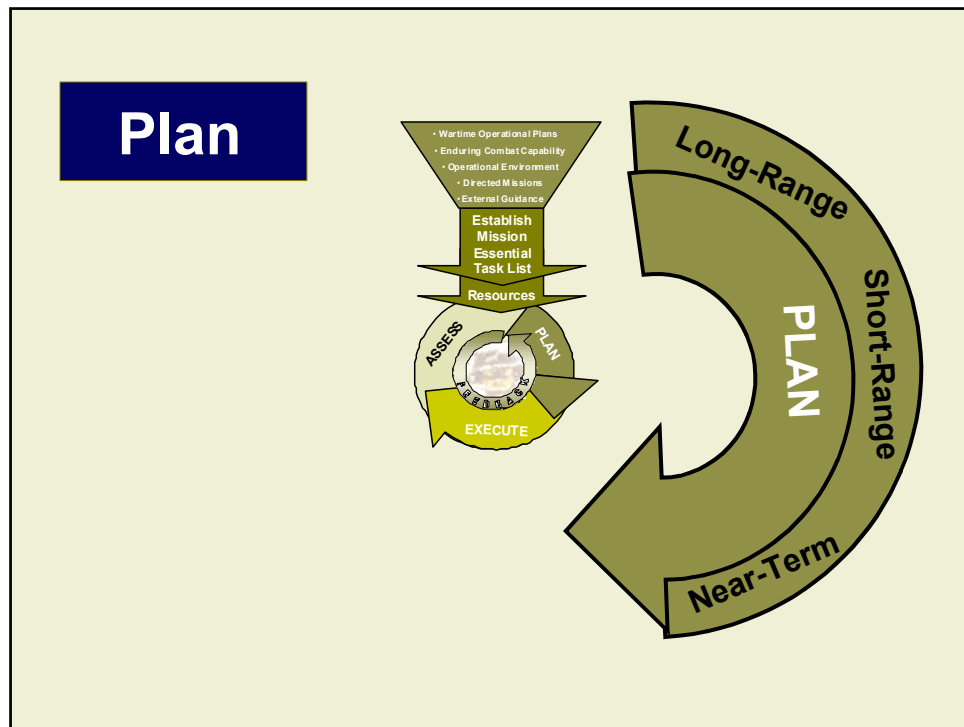 Plan
• Wartime Operational Plans
• Enduring Combat Capability
• Operational Environment
• Directed Missions
• External Guidance
Establish
Mission
Essential
Task List
Resources
ASSESS
PLAN
FEEDBACK
EXECUTE
Long-Range
Short-Range
Near-Term
PLAN